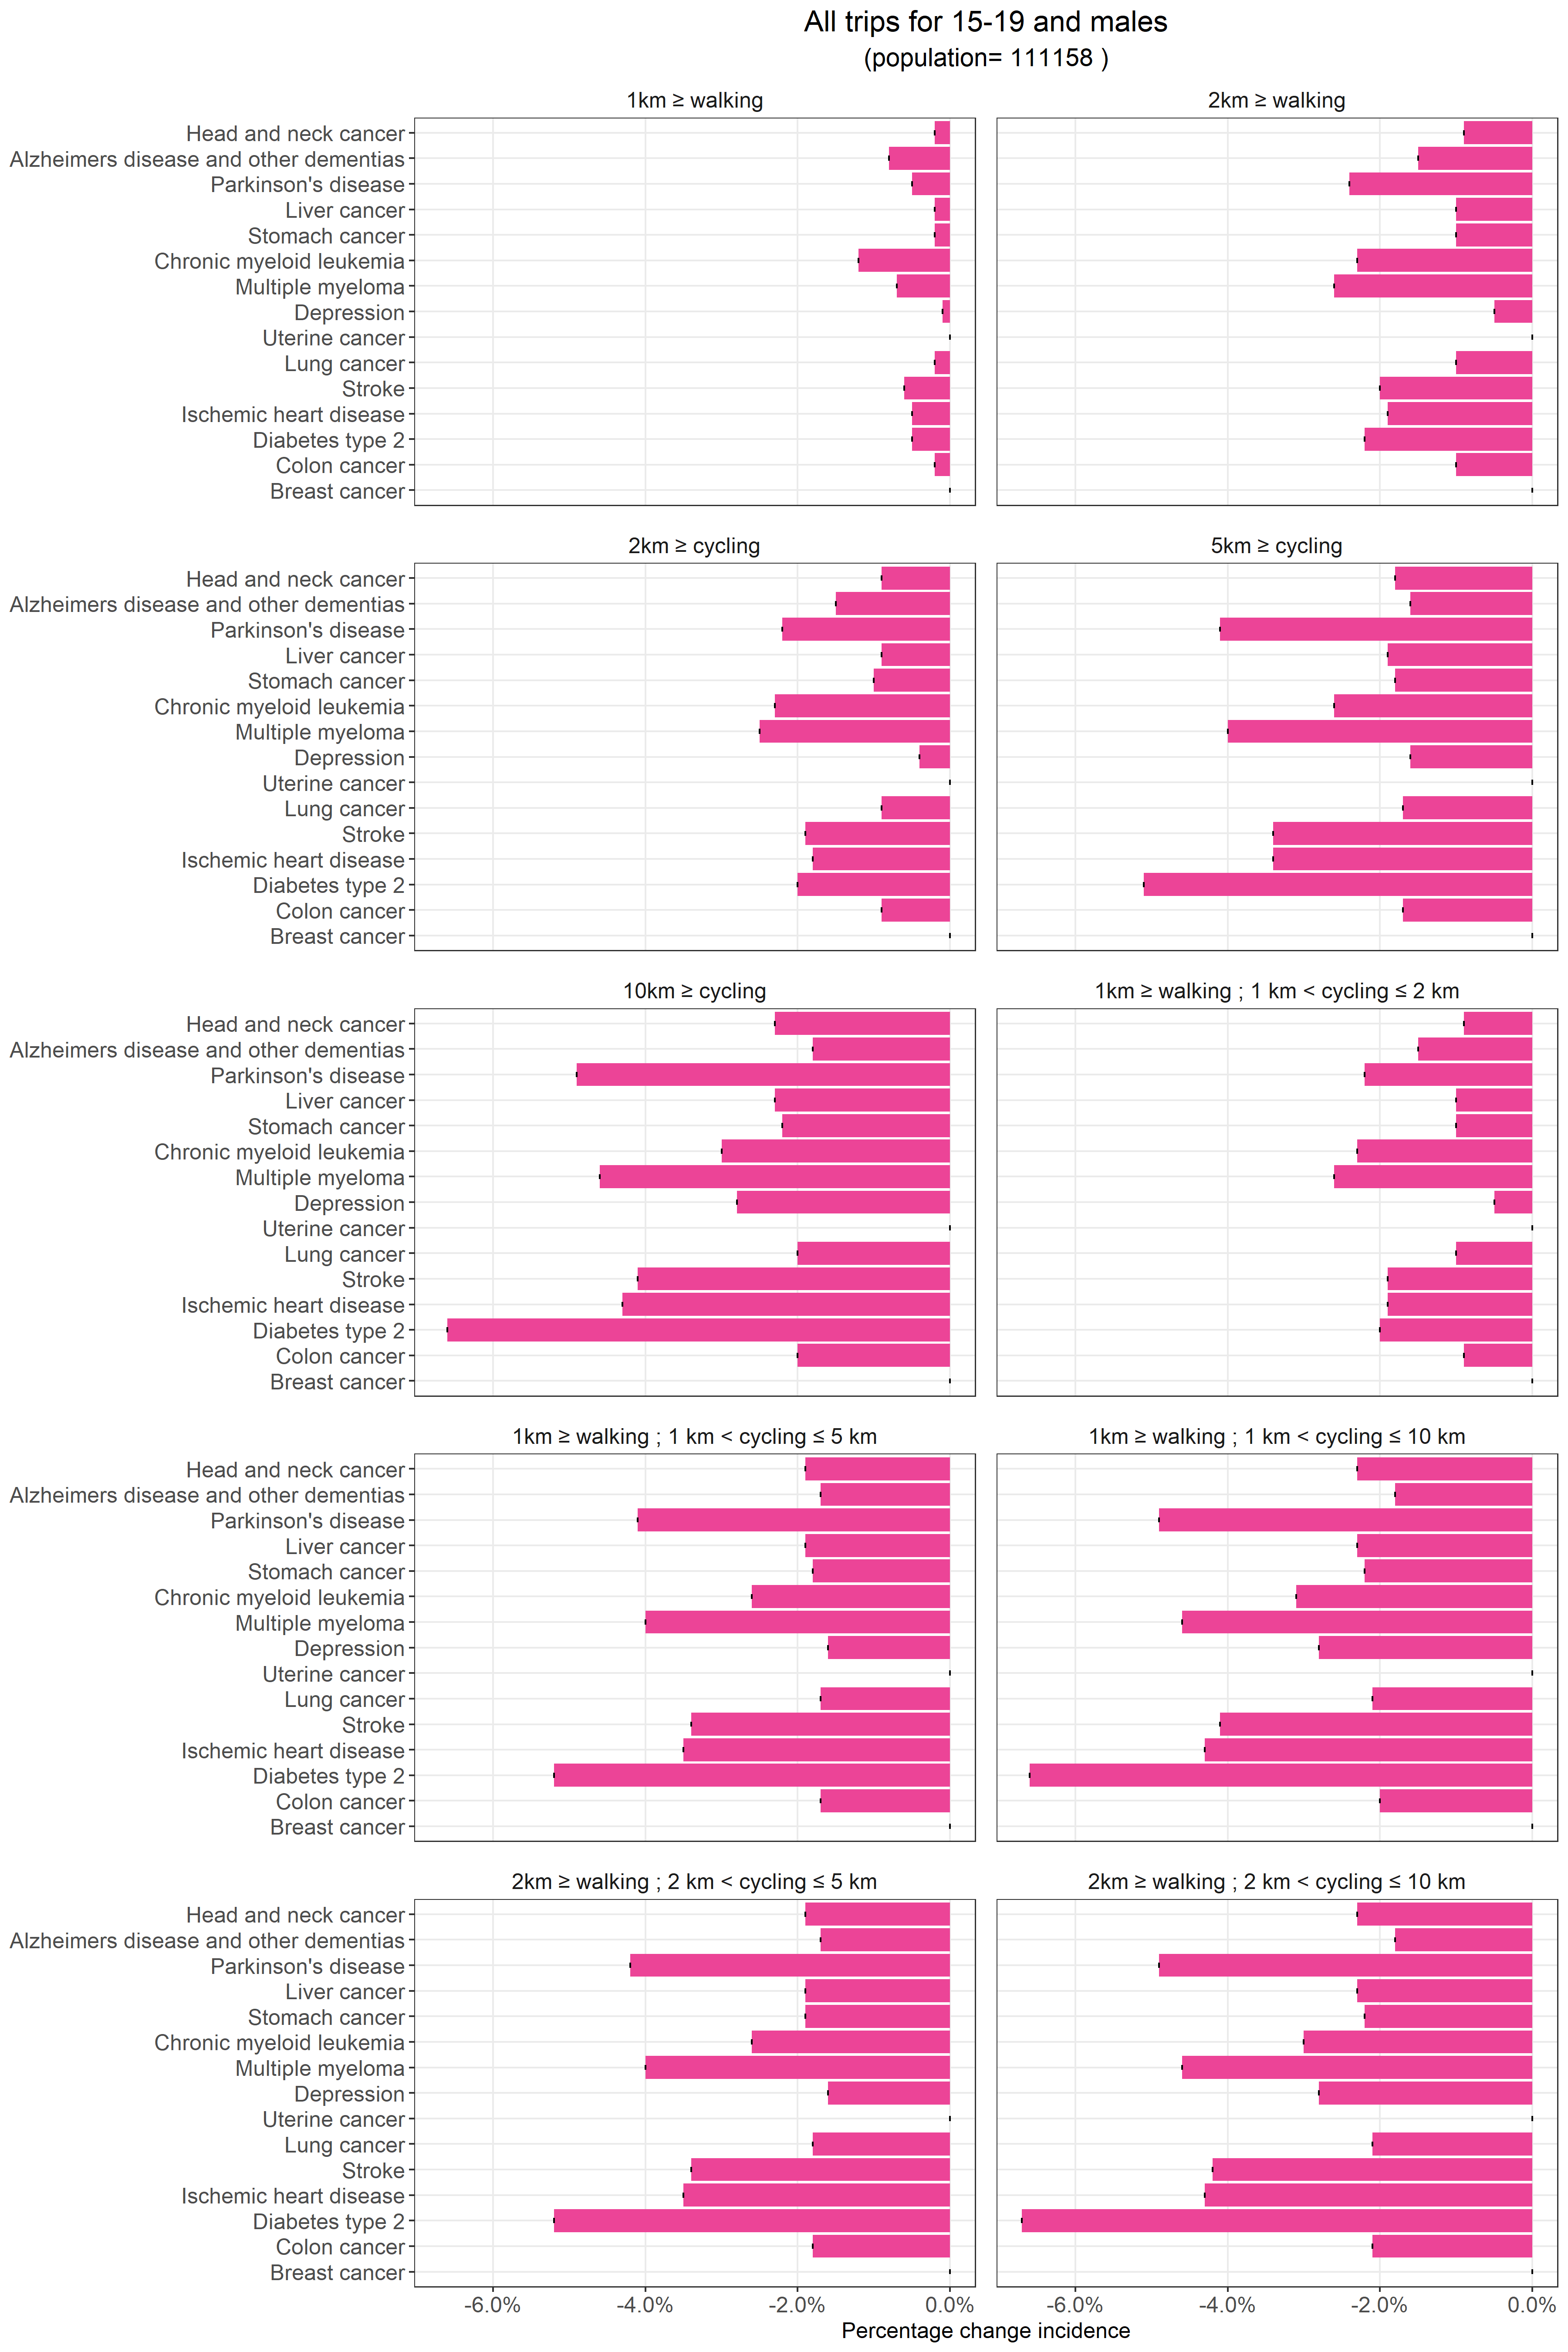 All trips for 15-19 and males
(population= 111158 )
1km ≥ walking
2km ≥ walking
Head and neck cancer
Alzheimers disease and other dementias
Parkinson's disease
Liver cancer
Stomach cancer
Chronic myeloid leukemia
Multiple myeloma
Depression
Uterine cancer
Lung cancer
Stroke
Ischemic heart disease
Diabetes type 2
Colon cancer
Breast cancer
2km ≥ cycling
5km ≥ cycling
Head and neck cancer
Alzheimers disease and other dementias
Parkinson's disease
Liver cancer
Stomach cancer
Chronic myeloid leukemia
Multiple myeloma
Depression
Uterine cancer
Lung cancer
Stroke
Ischemic heart disease
Diabetes type 2
Colon cancer
Breast cancer
10km ≥ cycling
1km ≥ walking ; 1 km < cycling ≤ 2 km
Head and neck cancer
Alzheimers disease and other dementias
Parkinson's disease
Liver cancer
Stomach cancer
Chronic myeloid leukemia
Multiple myeloma
Depression
Uterine cancer
Lung cancer
Stroke
Ischemic heart disease
Diabetes type 2
Colon cancer
Breast cancer
1km ≥ walking ; 1 km < cycling ≤ 5 km
1km ≥ walking ; 1 km < cycling ≤ 10 km
Head and neck cancer
Alzheimers disease and other dementias
Parkinson's disease
Liver cancer
Stomach cancer
Chronic myeloid leukemia
Multiple myeloma
Depression
Uterine cancer
Lung cancer
Stroke
Ischemic heart disease
Diabetes type 2
Colon cancer
Breast cancer
2km ≥ walking ; 2 km < cycling ≤ 5 km
2km ≥ walking ; 2 km < cycling ≤ 10 km
Head and neck cancer
Alzheimers disease and other dementias
Parkinson's disease
Liver cancer
Stomach cancer
Chronic myeloid leukemia
Multiple myeloma
Depression
Uterine cancer
Lung cancer
Stroke
Ischemic heart disease
Diabetes type 2
Colon cancer
Breast cancer
-6.0% -4.0% -2.0% 0.0% -6.0% -4.0% -2.0% 0.0%
Percentage change incidence